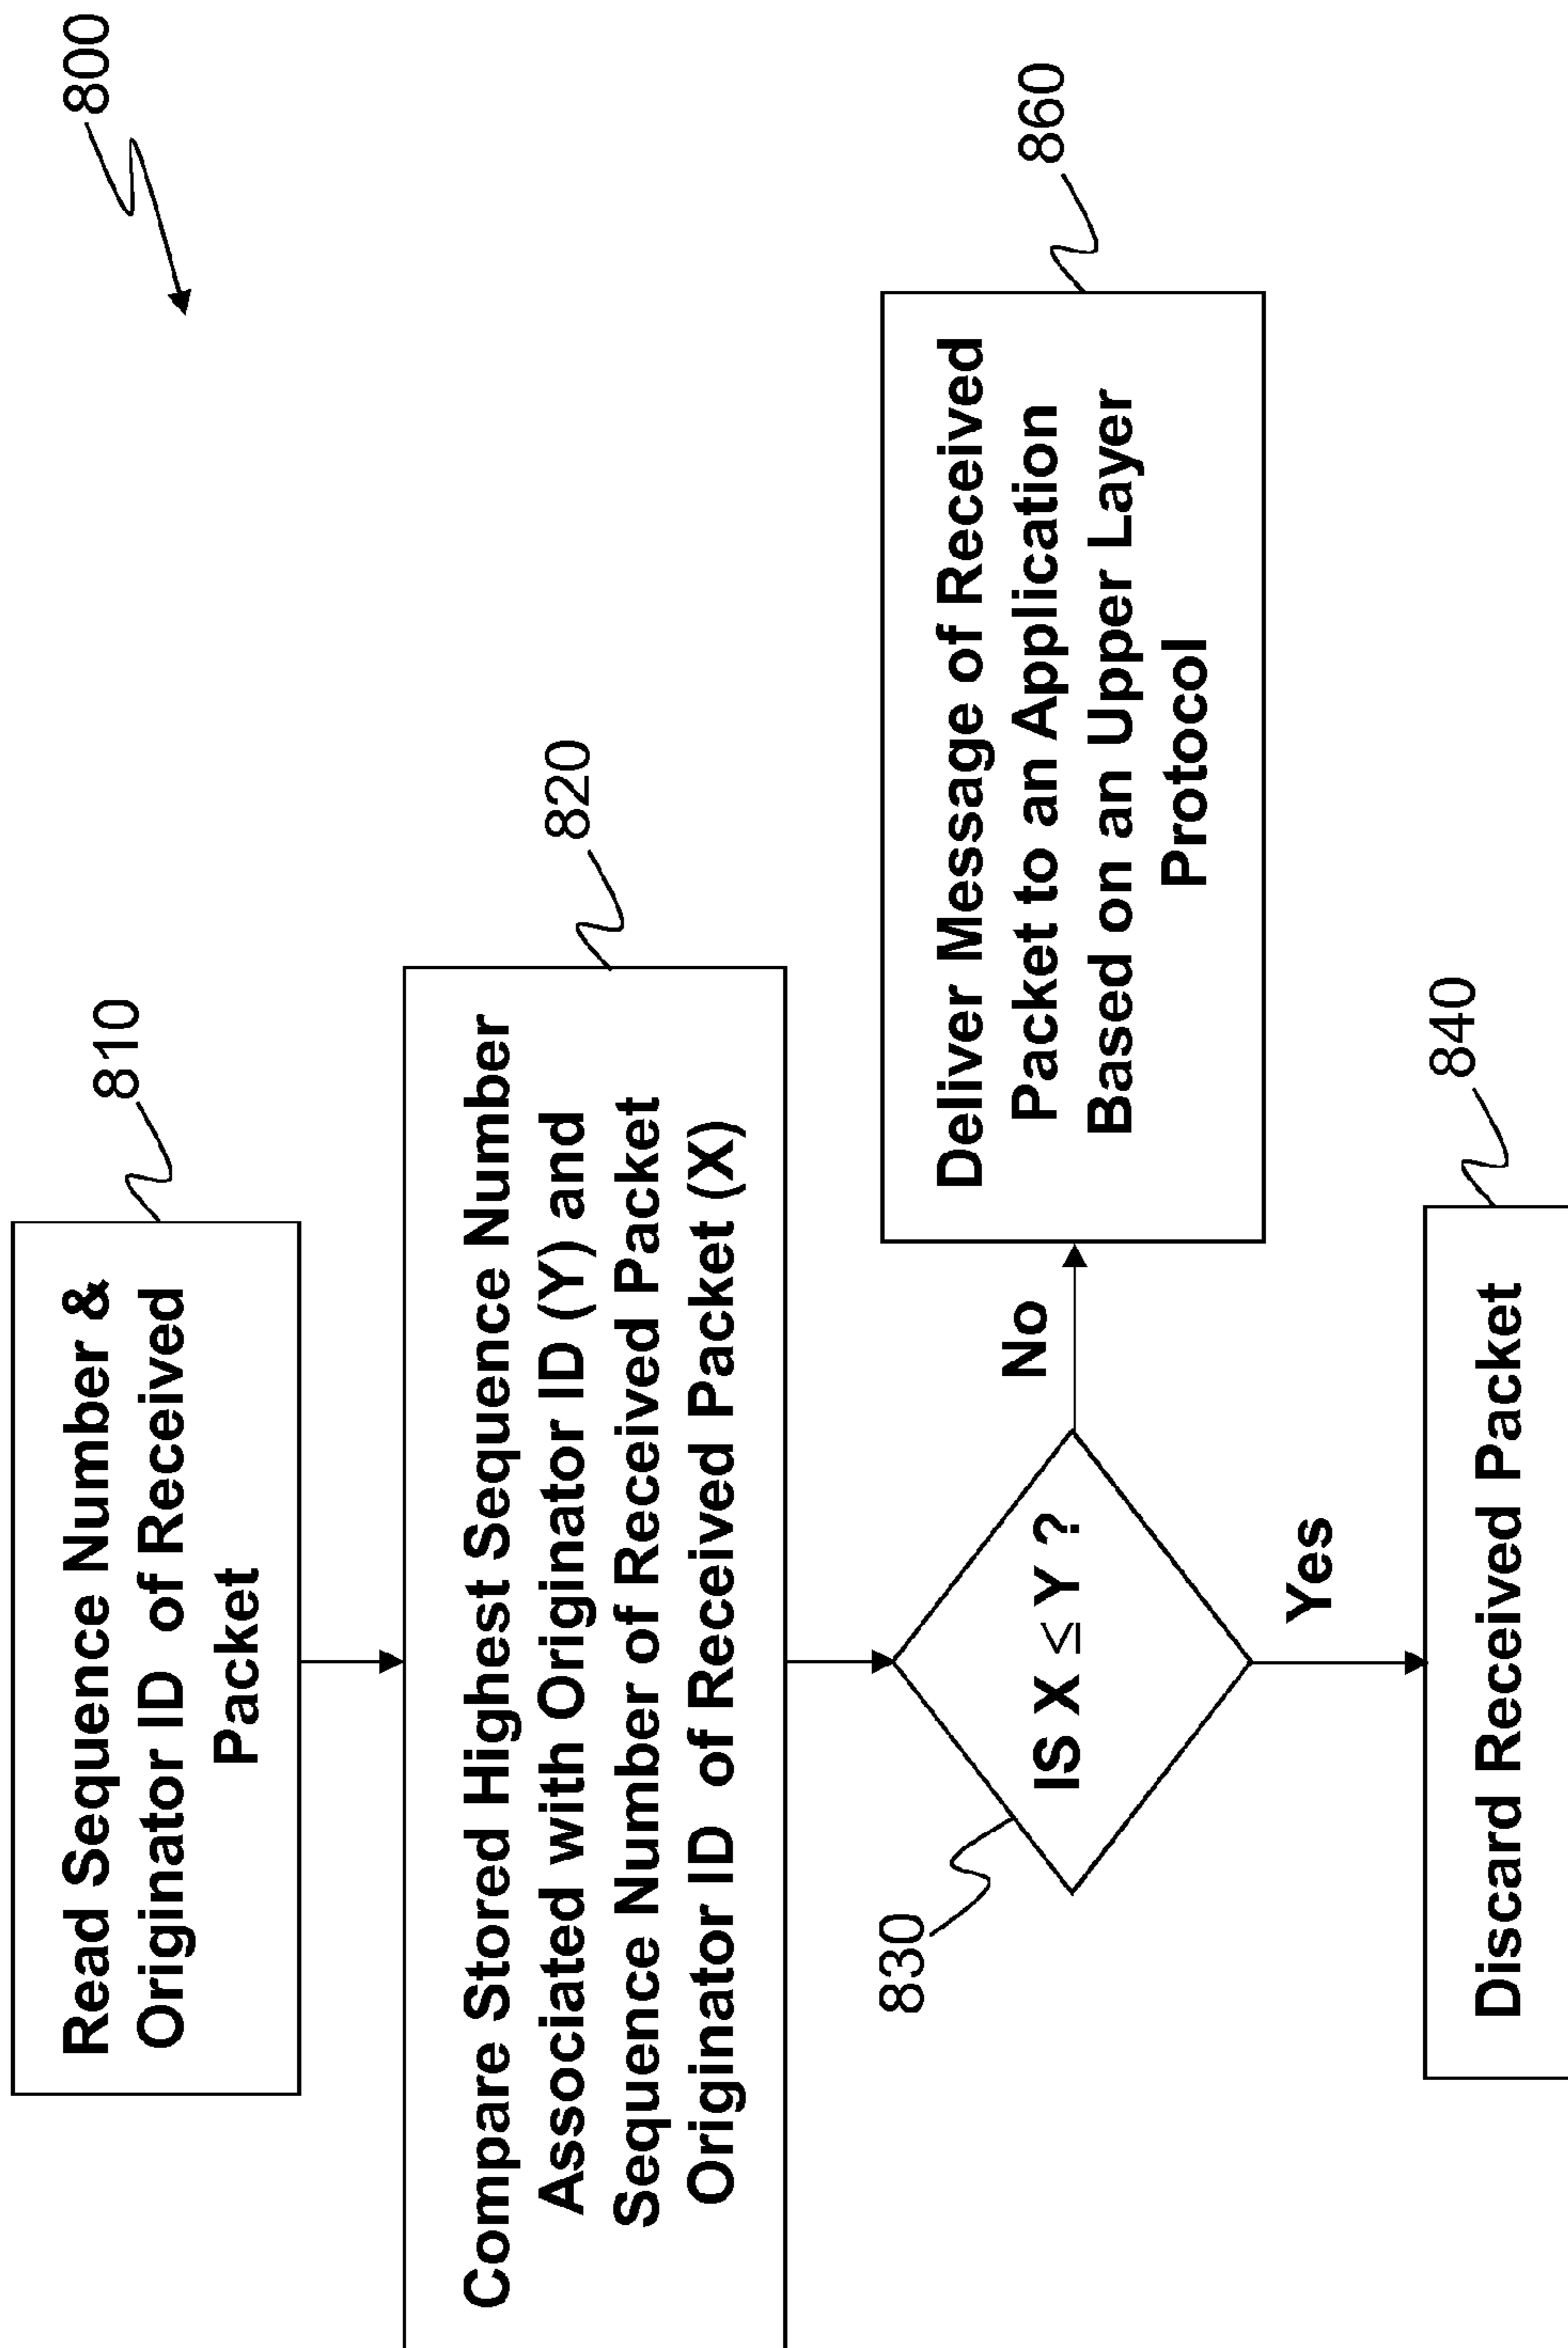 800
Read Sequence Number &
Originator ID of Received
Packet
810
Compare Stored Highest Sequence Number
Associated with Originator ID (Y) and
Sequence Number of Received Packet
Originator ID of Received Packet (X)
820
830
IS X ≤ Y ?
No
Deliver Message of Received
Packet to an Application
Based on an Upper Layer
Protocol
860
Yes
Discard Received Packet
840